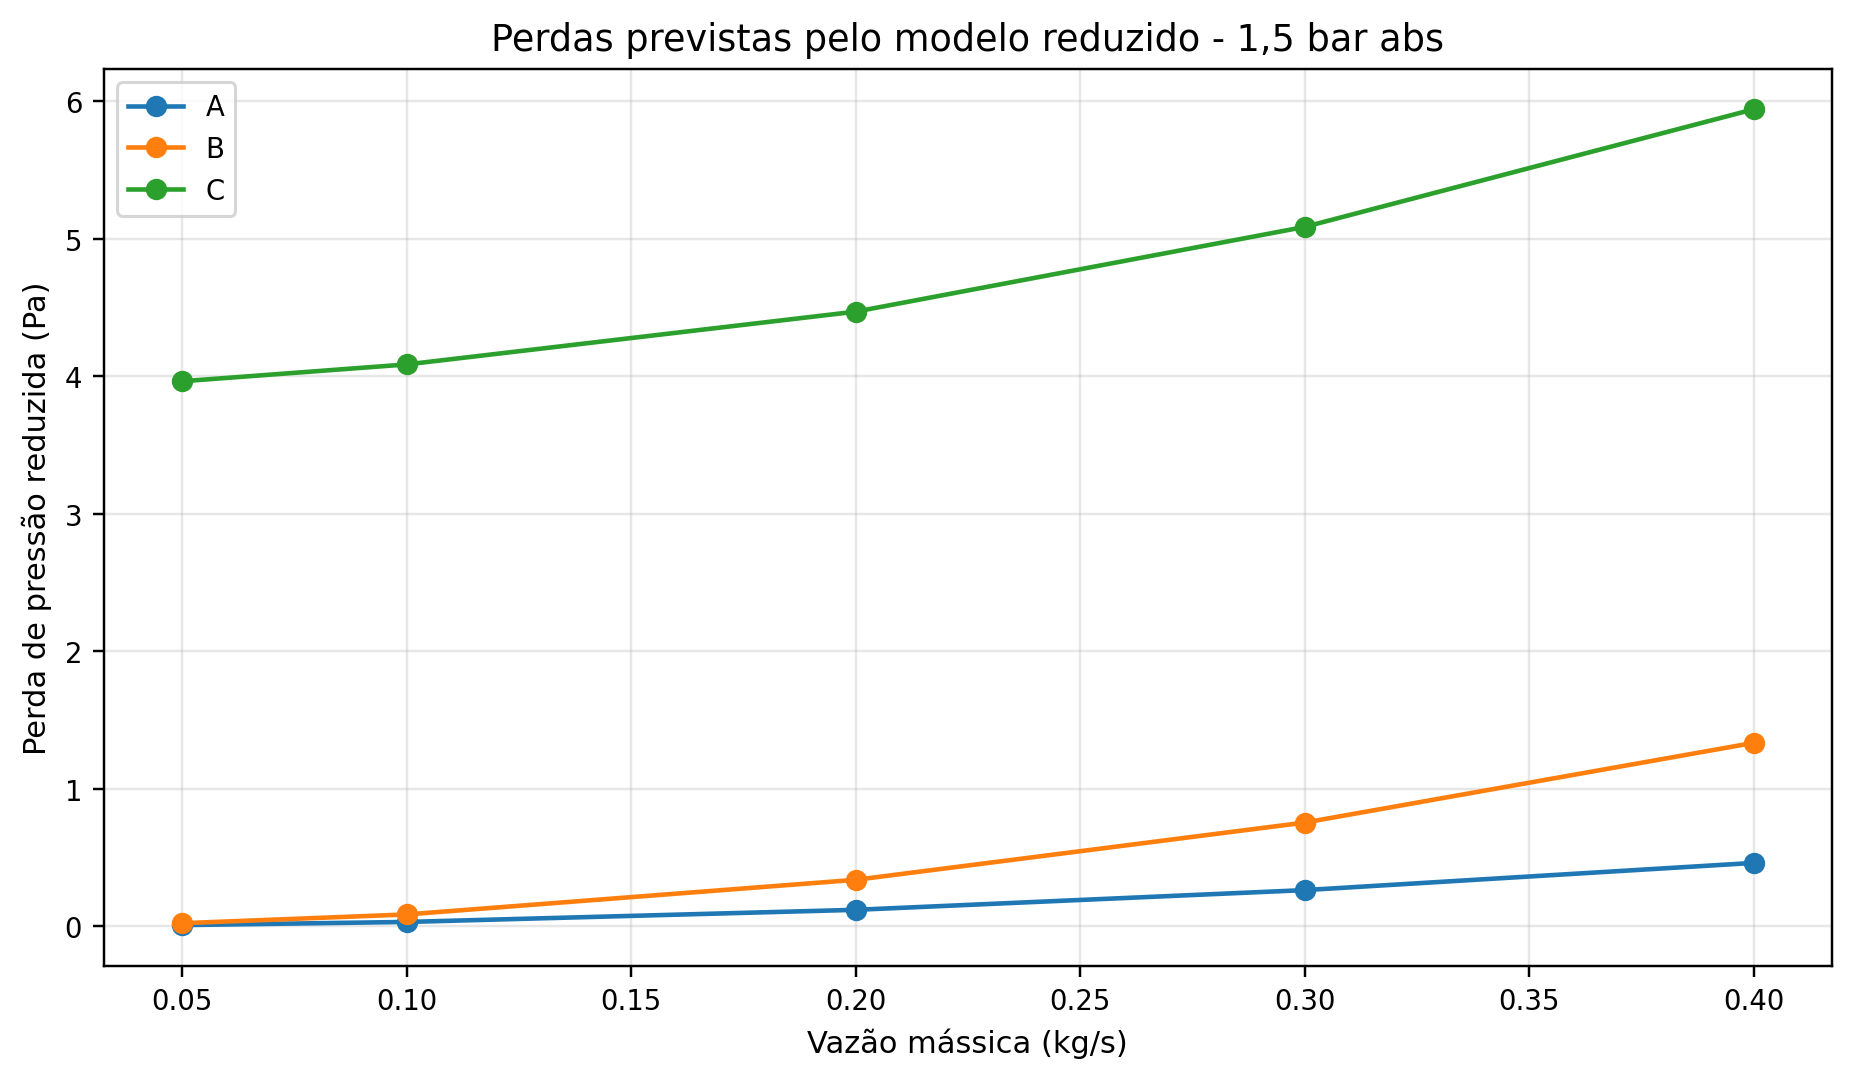 Perdas previstas pelo modelo reduzido - 1,5 bar abs
A
B
C
Perda de pressão reduzida (Pa)
6
5
4
3
2
1
0
0.05 0.10 0.15 0.20 0.25 0.30 0.35 0.40
Vazão mássica (kg/s)